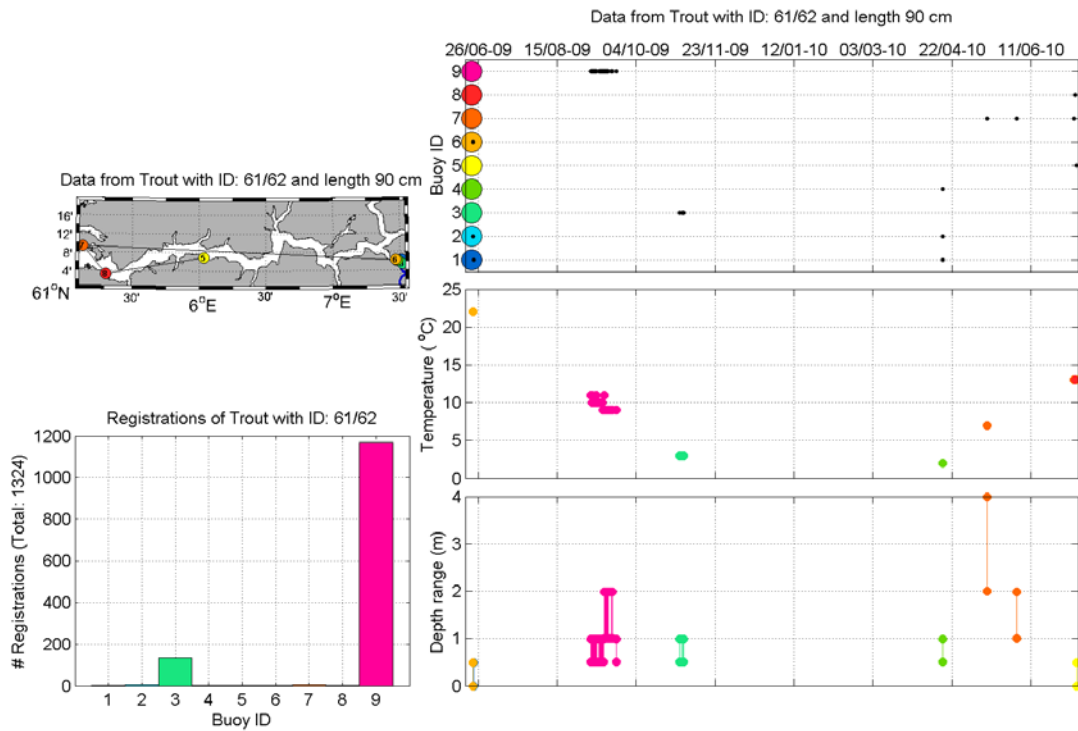 Data from Trout with ID: 61/62 and length 90 cm
26/06-09 15/08-09 04/10-09 23/11-09 12/01-10 03/03-10 22/04-10 11/06-10
9
8
7
6
5
4
3
2
1
Buoy ID
Data from Trout with ID: 61/62 and length 90 cm
16'
12'
8'
4'
61°N
30'
6°E
30'
7°E
30'
7
8
5
6
25
20
15
10
5
0
Temperature (°C)
Registrations of Trout with ID: 61/62
1200
1000
800
600
400
200
0
# Registrations (Total: 1324)
1 2 3 4 5 6 7 8 9
Buoy ID
4
3
2
1
0
Depth range (m)